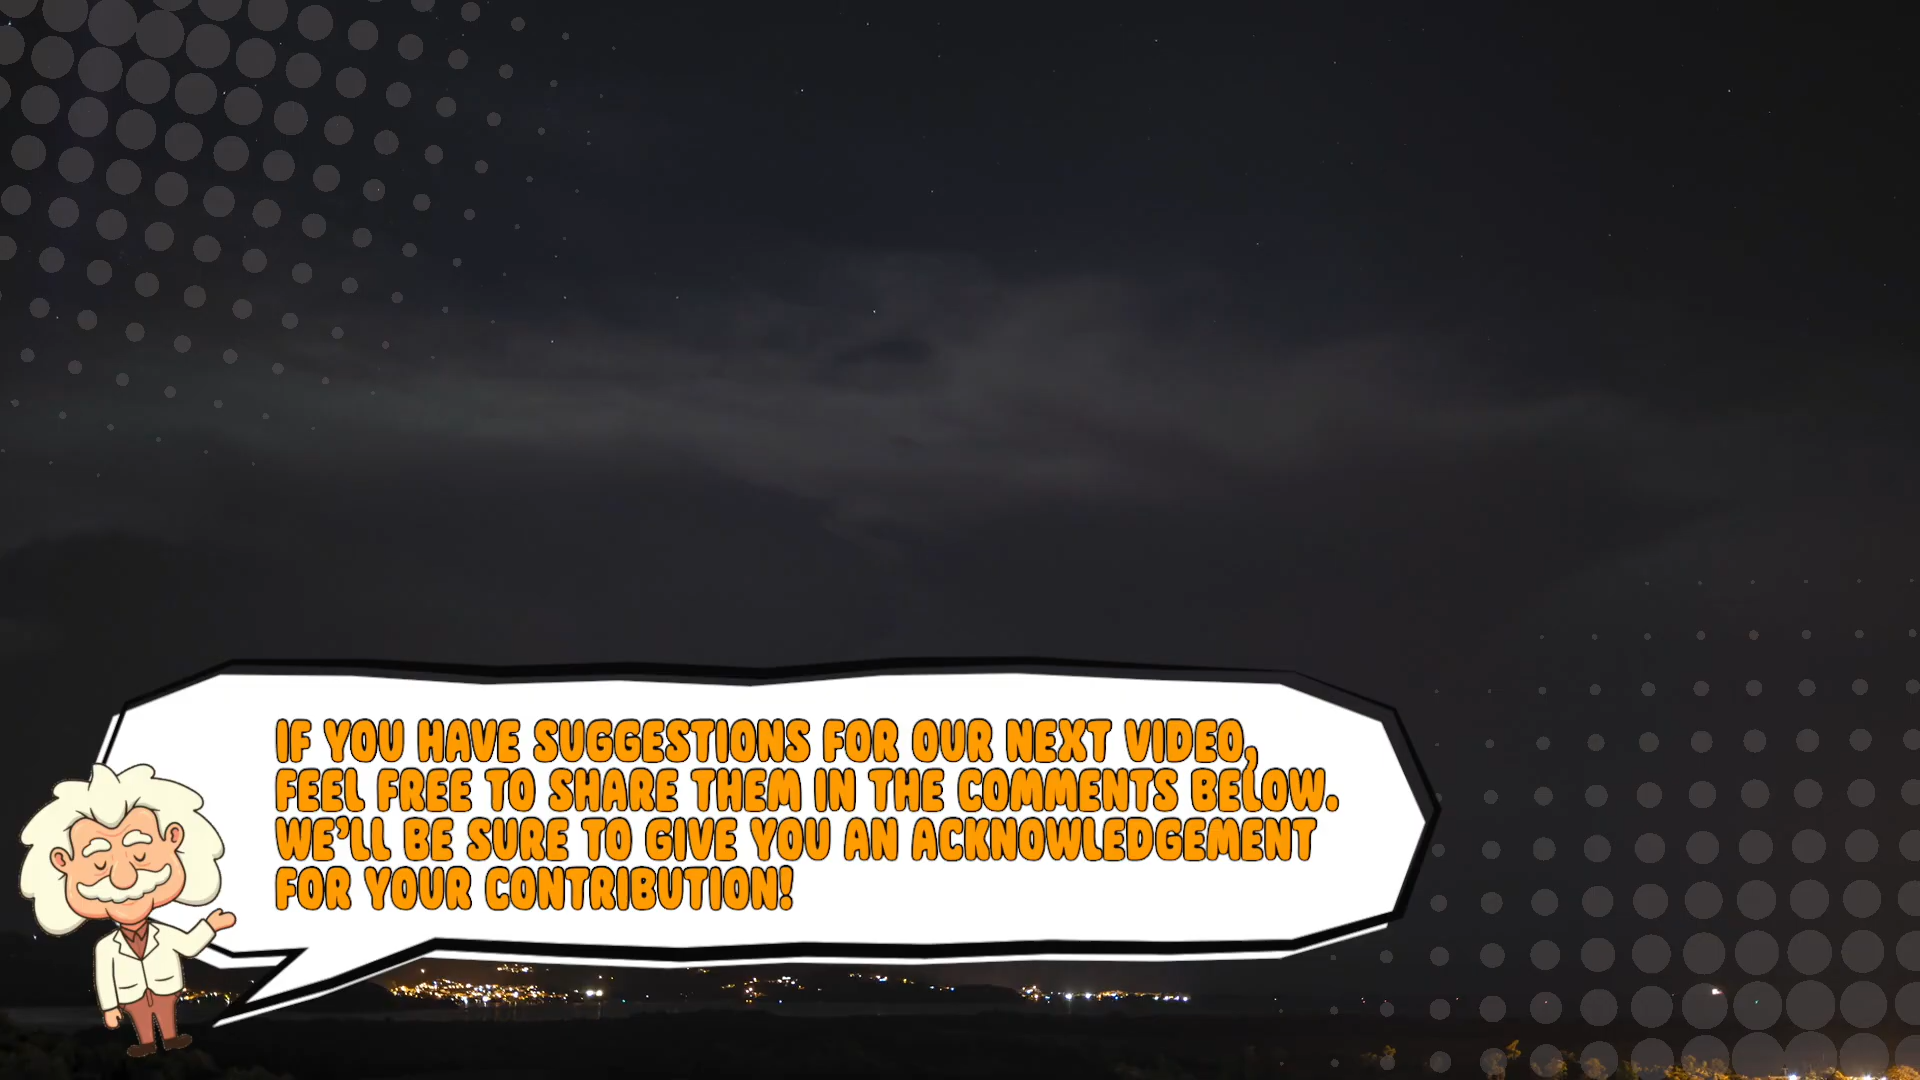 IF YOU HAVE SUGGESTIONS FOR OUR NEXT VIDEO,
FEEL FREE TO SHARE THEM IN THE COMMENTS BELOW.
WE'LL BE SURE TO GIVE YOU AN ACKNOWLEDGEMENT
FOR YOUR CONTRIBUTION!